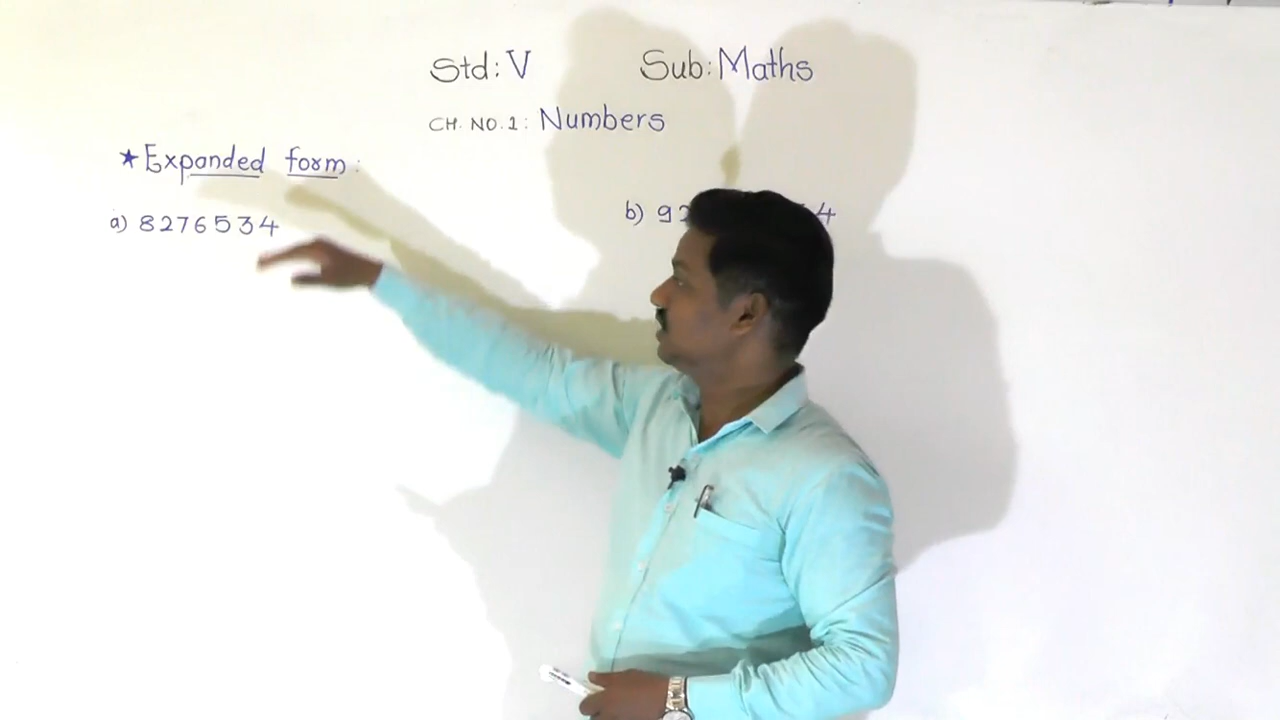 Std: V Sub: Maths
CH. NO. 1: Numbers
★ Expanded form:
a) 8276534
b)